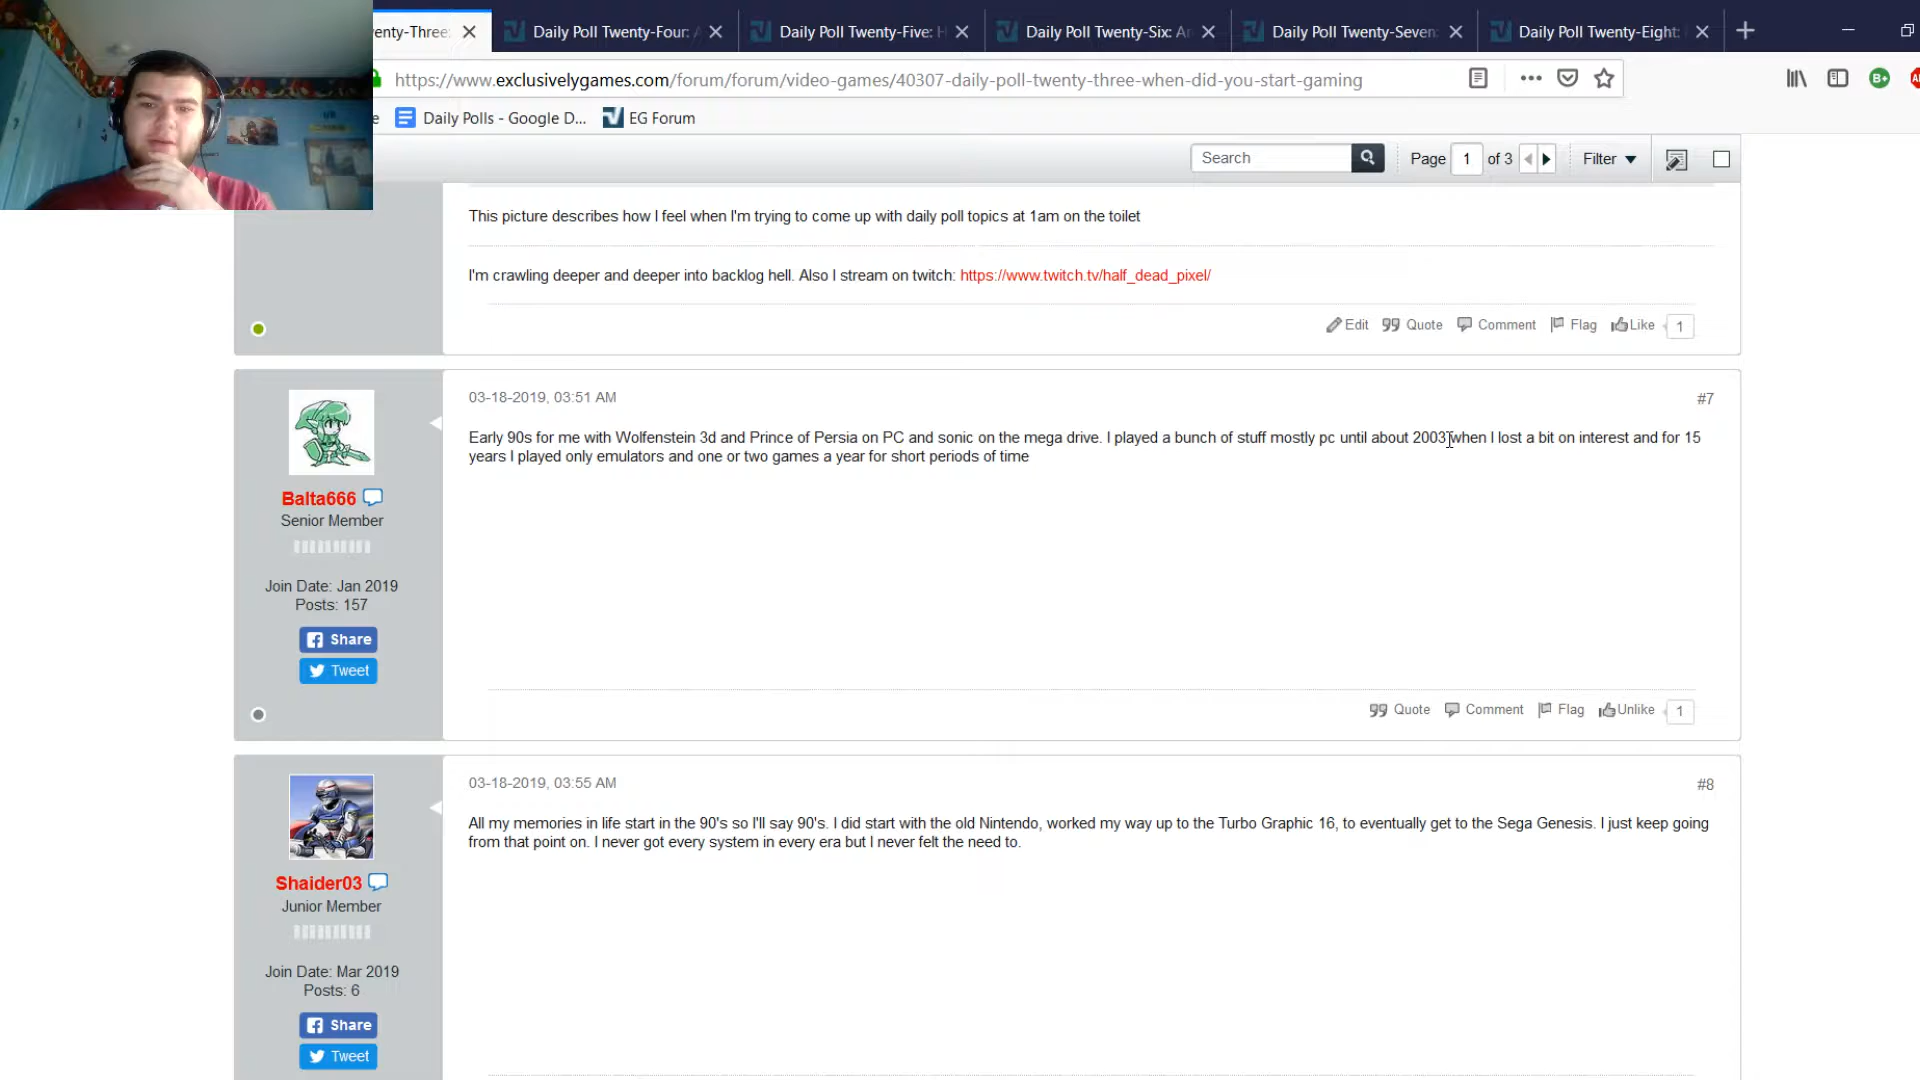 enty-Three:
Daily Poll Twenty-Four: A
Daily Poll Twenty-Five: H
Daily Poll Twenty-Six: Ar
Daily Poll Twenty-Seven:
Daily Poll Twenty-Eight:
https://www.exclusivelygames.com/forum/forum/video-games/40307-daily-poll-twenty-three-when-did-you-start-gaming
e
Daily Polls - Google D...
EG Forum
Search
Page 1 of 3
Filter
This picture describes how I feel when I'm trying to come up with daily poll topics at 1am on the toilet
I'm crawling deeper and deeper into backlog hell. Also I stream on twitch: https://www.twitch.tv/half_dead_pixel/
Edit Quote Comment Flag Like 1
03-18-2019, 03:51 AM
#7
Early 90s for me with Wolfenstein 3d and Prince of Persia on PC and sonic on the mega drive. I played a bunch of stuff mostly pc until about 2003 when I lost a bit on interest and for 15
years I played only emulators and one or two games a year for short periods of time
Balta666
Senior Member
Join Date: Jan 2019
Posts: 157
Share
Tweet
Quote Comment Flag Unlike 1
03-18-2019, 03:55 AM
#8
All my memories in life start in the 90's so I'll say 90's. I did start with the old Nintendo, worked my way up to the Turbo Graphic 16, to eventually get to the Sega Genesis. I just keep going
from that point on. I never got every system in every era but I never felt the need to.
Shaider03
Junior Member
Join Date: Mar 2019
Posts: 6
Share
Tweet